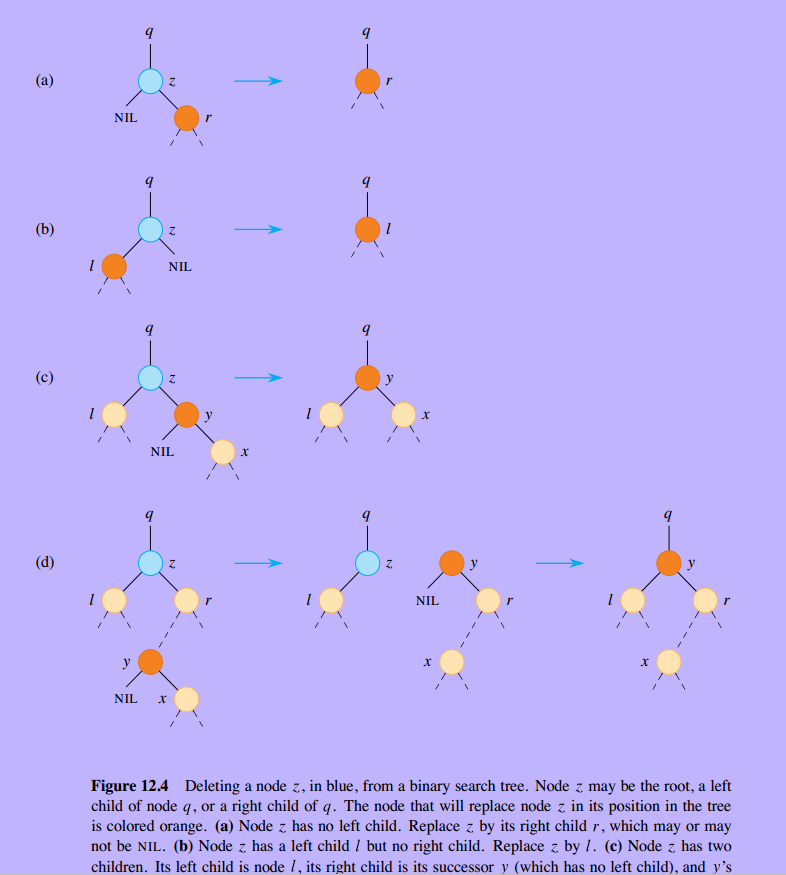 q q
(a) z r
NIL r
q q
(b) z l
l NIL
q q
(c) z y
l y l x
NIL x
q q q
(d) z z y y
l r l NIL r l r
y x x
NIL x
Figure 12.4 Deleting a node z, in blue, from a binary search tree. Node z may be the root, a left
child of node q, or a right child of q. The node that will replace node z in its position in the tree
is colored orange. (a) Node z has no left child. Replace z by its right child r, which may or may
not be NIL. (b) Node z has a left child l but no right child. Replace z by l. (c) Node z has two
children. Its left child is node l, its right child is its successor y (which has no left child), and y's